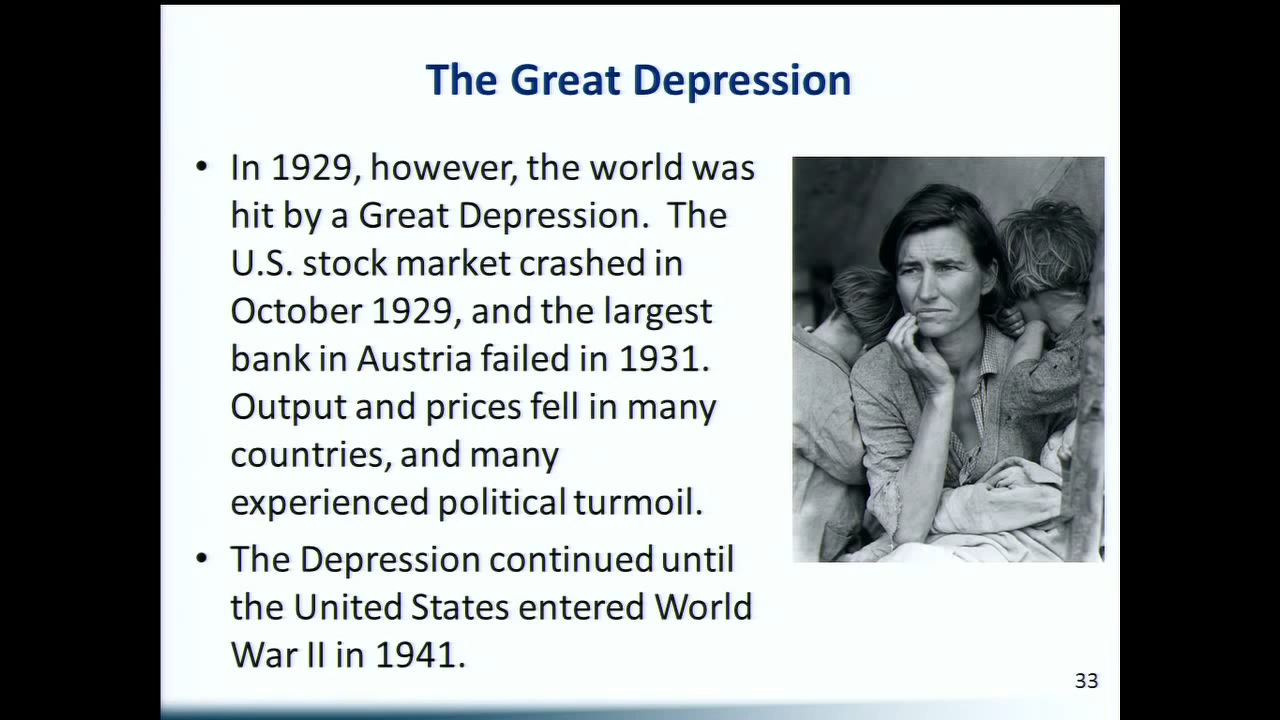 The Great Depression
• In 1929, however, the world was
hit by a Great Depression.  The
U.S. stock market crashed in
October 1929, and the largest
bank in Austria failed in 1931.
Output and prices fell in many
countries, and many
experienced political turmoil.
• The Depression continued until
the United States entered World
War II in 1941.
33